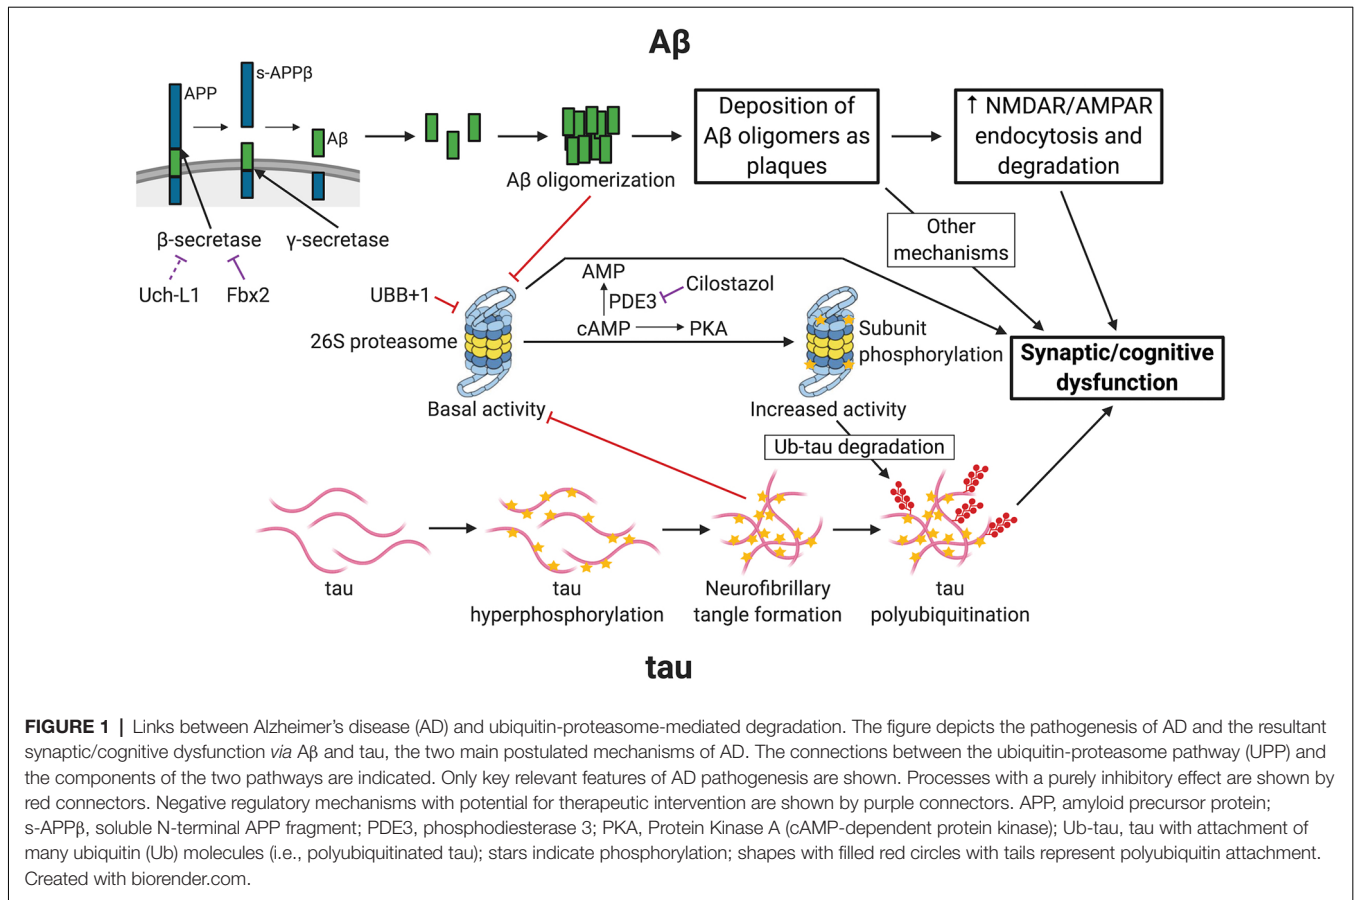 Aβ
APP
s-APPβ
Aβ
Aβ oligomerization
Deposition of
Aβ oligomers as
plaques
↑ NMDAR/AMPAR
endocytosis and
degradation
β-secretase
γ-secretase
Uch-L1
Fbx2
Other
mechanisms
UBB+1
26S proteasome
Basal activity
AMP
PDE3
Cilostazol
cAMP
PKA
Subunit
phosphorylation
Increased activity
Synaptic/cognitive
dysfunction
Ub-tau degradation
tau
tau
hyperphosphorylation
Neurofibrillary
tangle formation
tau
polyubiquitination
tau
FIGURE 1 | Links between Alzheimer's disease (AD) and ubiquitin-proteasome-mediated degradation. The figure depicts the pathogenesis of AD and the resultant
synaptic/cognitive dysfunction via Aβ and tau, the two main postulated mechanisms of AD. The connections between the ubiquitin-proteasome pathway (UPP) and
the components of the two pathways are indicated. Only key relevant features of AD pathogenesis are shown. Processes with a purely inhibitory effect are shown by
red connectors. Negative regulatory mechanisms with potential for therapeutic intervention are shown by purple connectors. APP, amyloid precursor protein;
s-APPβ, soluble N-terminal APP fragment; PDE3, phosphodiesterase 3; PKA, Protein Kinase A (cAMP-dependent protein kinase); Ub-tau, tau with attachment of
many ubiquitin (Ub) molecules (i.e., polyubiquitinated tau); stars indicate phosphorylation; shapes with filled red circles with tails represent polyubiquitin attachment.
Created with biorender.com.